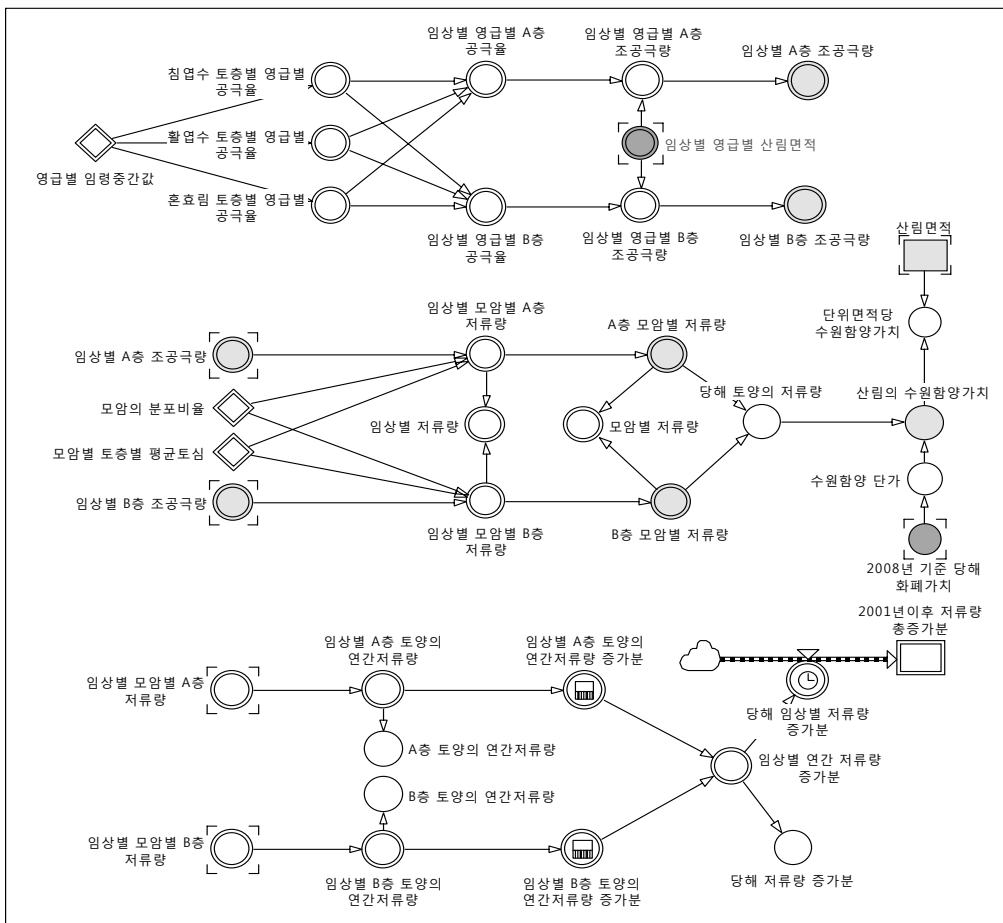 임상별 영급별 A층
공극율
임상별 영급별 A층
조공극량
임상별 A층 조공극량
침엽수 토층별 영급별
공극율
활엽수 토층별 영급별
공극율
임상별 영급별 산림면적
영급별 임령중간값
혼효림 토층별 영급별
공극율
임상별 영급별 B층
공극율
임상별 영급별 B층
조공극량
임상별 B층 조공극량
산림면적
단위면적당
수원함양가치
임상별 모암별 A층
저류량
A층 모암별 저류량
임상별 A층 조공극량
당해 토양의 저류량
산림의 수원함양가치
모암의 분포비율
임상별 저류량
모암별 저류량
모암별 토층별 평균토심
수원함양 단가
임상별 B층 조공극량
임상별 모암별 B층
저류량
B층 모암별 저류량
2008년 기준 당해
화폐가치
2001년이후 저류량
총증가분
임상별 A층 토양의
연간저류량
임상별 A층 토양의
연간저류량 증가분
임상별 모암별 A층
저류량
당해 임상별 저류량
증가분
A층 토양의 연간저류량
임상별 연간 저류량
증가분
B층 토양의 연간저류량
임상별 모암별 B층
저류량
임상별 B층 토양의
연간저류량
임상별 B층 토양의
연간저류량 증가분
당해 저류량 증가분